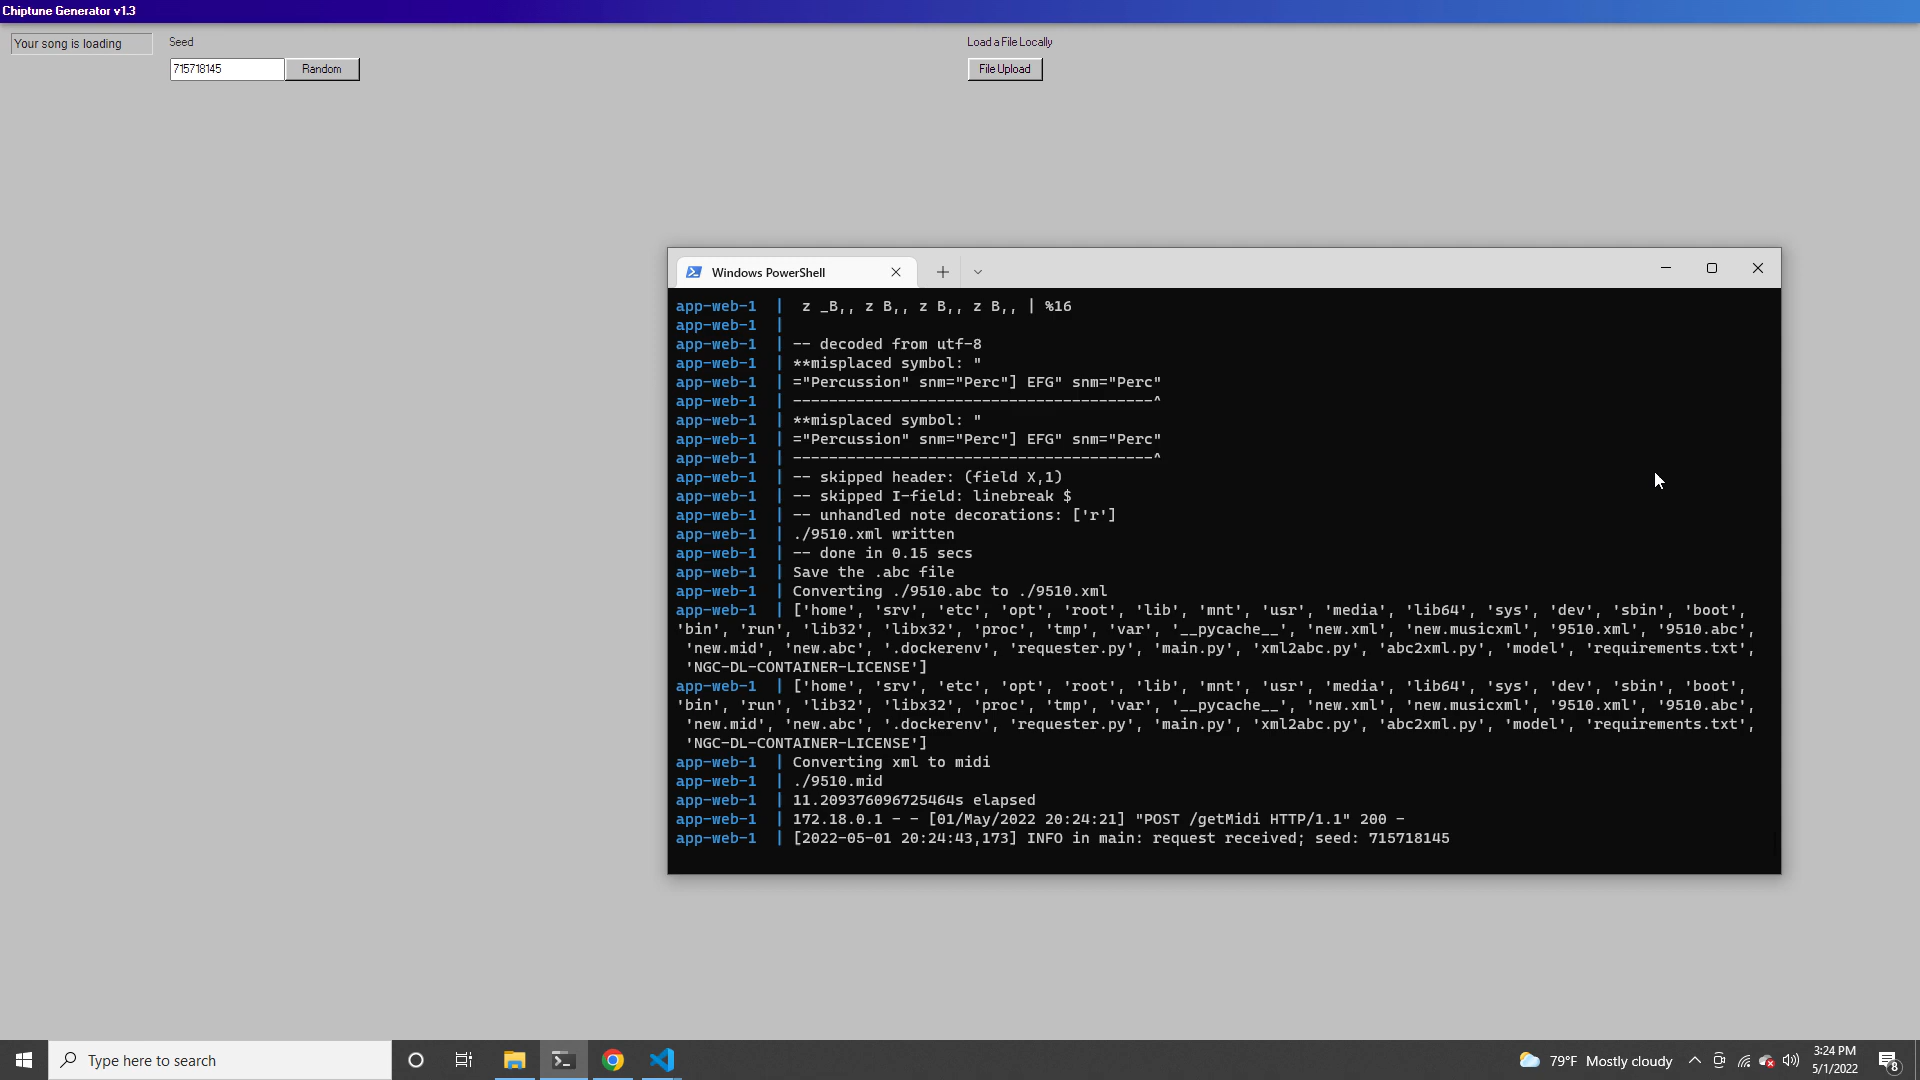 Chiptune Generator v1.3
Your song is loading
Seed
Load a File Locally
715718145
Random
File Upload
Windows PowerShell
app-web-1  |  z _B,, z B,, z B,, z B,, | %16
app-web-1  |
app-web-1  | -- decoded from utf-8
app-web-1  | **misplaced symbol: "
app-web-1  | ="Percussion" snm="Perc"] EFG" snm="Perc"
app-web-1  | ----------------------------------------^
app-web-1  | **misplaced symbol: "
app-web-1  | ="Percussion" snm="Perc"] EFG" snm="Perc"
app-web-1  | ----------------------------------------^
app-web-1  | -- skipped header: (field X,1)
app-web-1  | -- skipped I-field: linebreak $
app-web-1  | -- unhandled note decorations: ['r']
app-web-1  | ./9510.xml written
app-web-1  | -- done in 0.15 secs
app-web-1  | Save the .abc file
app-web-1  | Converting ./9510.abc to ./9510.xml
app-web-1  | ['home', 'srv', 'etc', 'opt', 'root', 'lib', 'mnt', 'usr', 'media', 'lib64', 'sys', 'dev', 'sbin', 'boot',
'bin', 'run', 'lib32', 'libx32', 'proc', 'tmp', 'var', '__pycache__', 'new.xml', 'new.musicxml', '9510.xml', '9510.abc',
'new.mid', 'new.abc', '.dockerenv', 'requester.py', 'main.py', 'xml2abc.py', 'abc2xml.py', 'model', 'requirements.txt',
'NGC-DL-CONTAINER-LICENSE']
app-web-1  | ['home', 'srv', 'etc', 'opt', 'root', 'lib', 'mnt', 'usr', 'media', 'lib64', 'sys', 'dev', 'sbin', 'boot',
'bin', 'run', 'lib32', 'libx32', 'proc', 'tmp', 'var', '__pycache__', 'new.xml', 'new.musicxml', '9510.xml', '9510.abc',
'new.mid', 'new.abc', '.dockerenv', 'requester.py', 'main.py', 'xml2abc.py', 'abc2xml.py', 'model', 'requirements.txt',
'NGC-DL-CONTAINER-LICENSE']
app-web-1  | Converting xml to midi
app-web-1  | ./9510.mid
app-web-1  | 11.209376096725464s elapsed
app-web-1  | 172.18.0.1 - - [01/May/2022 20:24:21] "POST /getMidi HTTP/1.1" 200 -
app-web-1  | [2022-05-01 20:24:43,173] INFO in main: request received; seed: 715718145
Type here to search
79°F Mostly cloudy
3:24 PM
5/1/2022
8